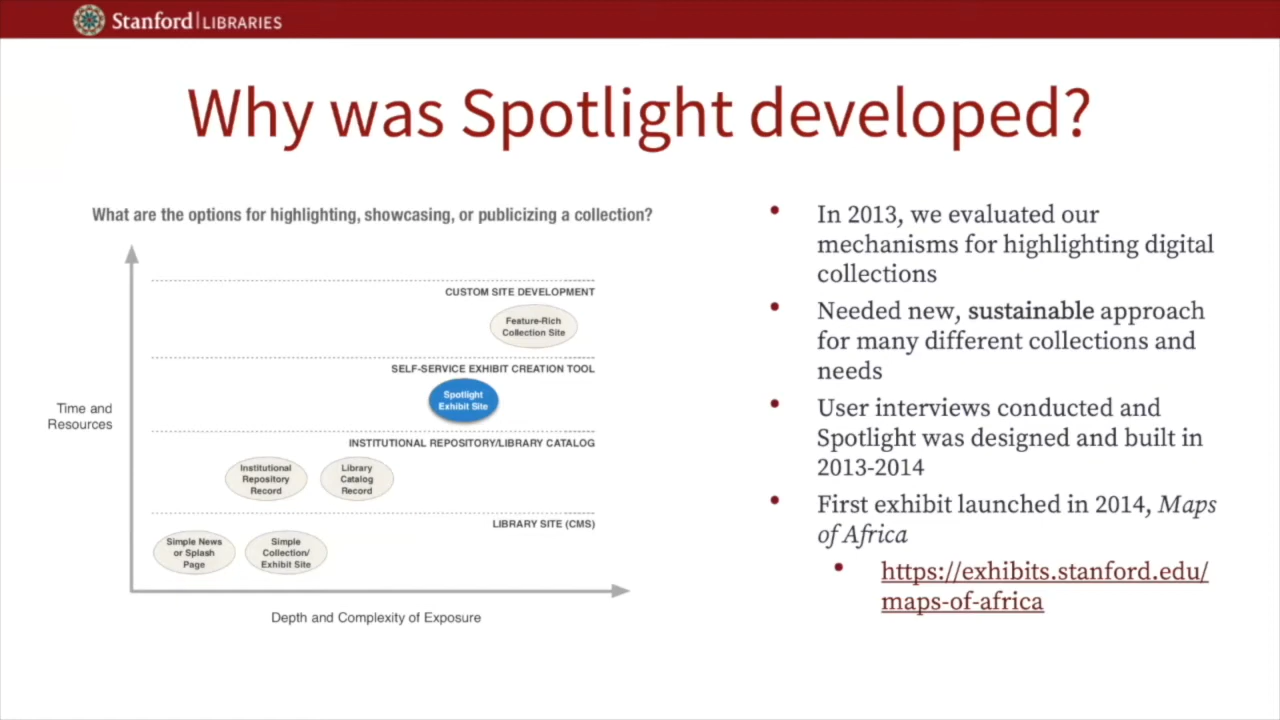 Stanford LIBRARIES
Why was Spotlight developed?
What are the options for highlighting, showcasing, or publicizing a collection?
CUSTOM SITE DEVELOPMENT
Feature-Rich
Collection Site
SELF-SERVICE EXHIBIT CREATION TOOL
Spotlight
Exhibit Site
Time and
Resources
INSTITUTIONAL REPOSITORY/LIBRARY CATALOG
Institutional
Repository
Record
Library
Catalog
Record
LIBRARY SITE (CMS)
Simple News
or Splash
Page
Simple
Collection/
Exhibit Site
Depth and Complexity of Exposure
• In 2013, we evaluated our
mechanisms for highlighting digital
collections
• Needed new, sustainable approach
for many different collections and
needs
• User interviews conducted and
Spotlight was designed and built in
2013-2014
• First exhibit launched in 2014, Maps
of Africa
• https://exhibits.stanford.edu/
maps-of-africa